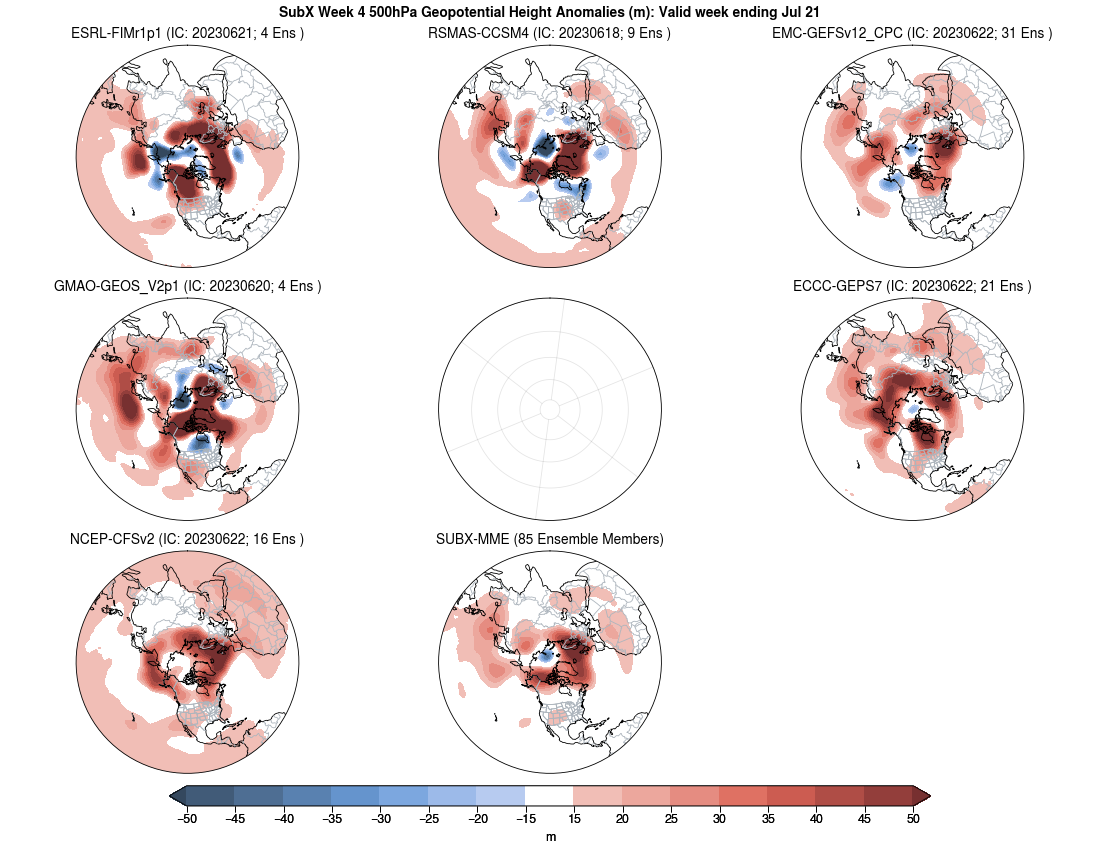 SubX Week 4 500hPa Geopotential Height Anomalies (m): Valid week ending Jul 21
ESRL-FIMr1p1 (IC: 20230621; 4 Ens )
RSMAS-CCSM4 (IC: 20230618; 9 Ens )
EMC-GEFSv12_CPC (IC: 20230622; 31 Ens )
GMAO-GEOS_V2p1 (IC: 20230620; 4 Ens )
ECCC-GEPS7 (IC: 20230622; 21 Ens )
NCEP-CFSv2 (IC: 20230622; 16 Ens )
SUBX-MME (85 Ensemble Members)
−50 −45 −40 −35 −30 −25 −20 −15 15 20 25 30 35 40 45 50
m